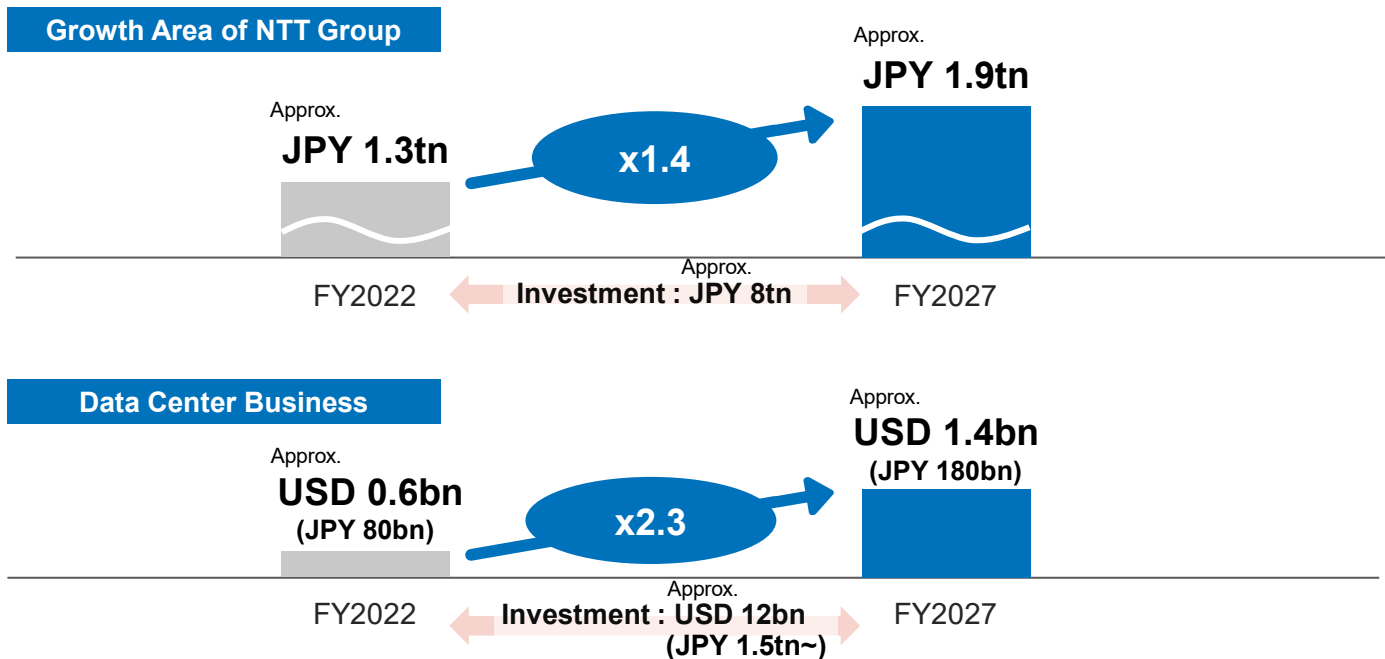 Growth Area of NTT Group
Approx.
JPY 1.3tn
x1.4
Approx.
JPY 1.9tn
FY2022
Approx.
Investment : JPY 8tn
FY2027
Data Center Business
Approx.
USD 0.6bn
(JPY 80bn)
x2.3
Approx.
USD 1.4bn
(JPY 180bn)
FY2022
Approx.
Investment : USD 12bn
(JPY 1.5tn~)
FY2027